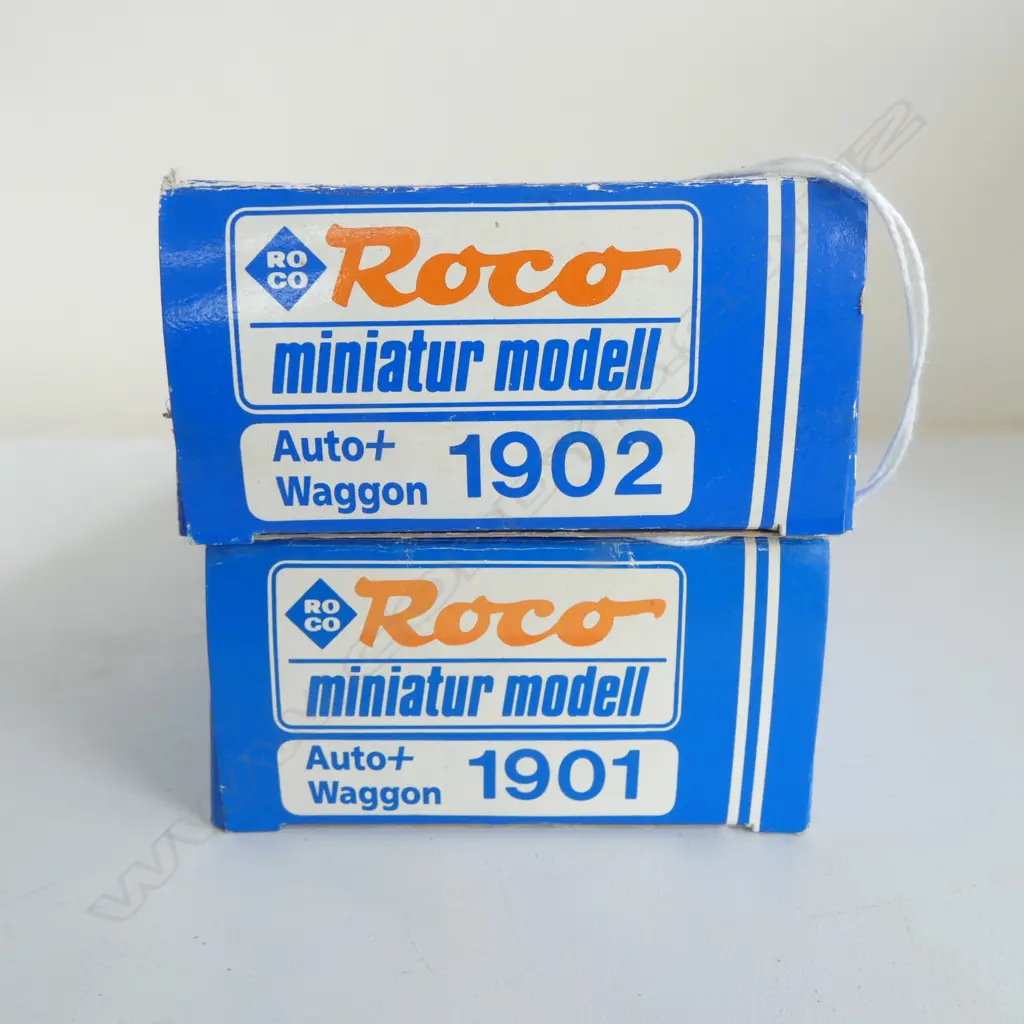 RO
CO
Roco
miniatur modell
Auto+
Waggon 1902
RO
CO
Roco
miniatur modell
Auto+
Waggon 1901